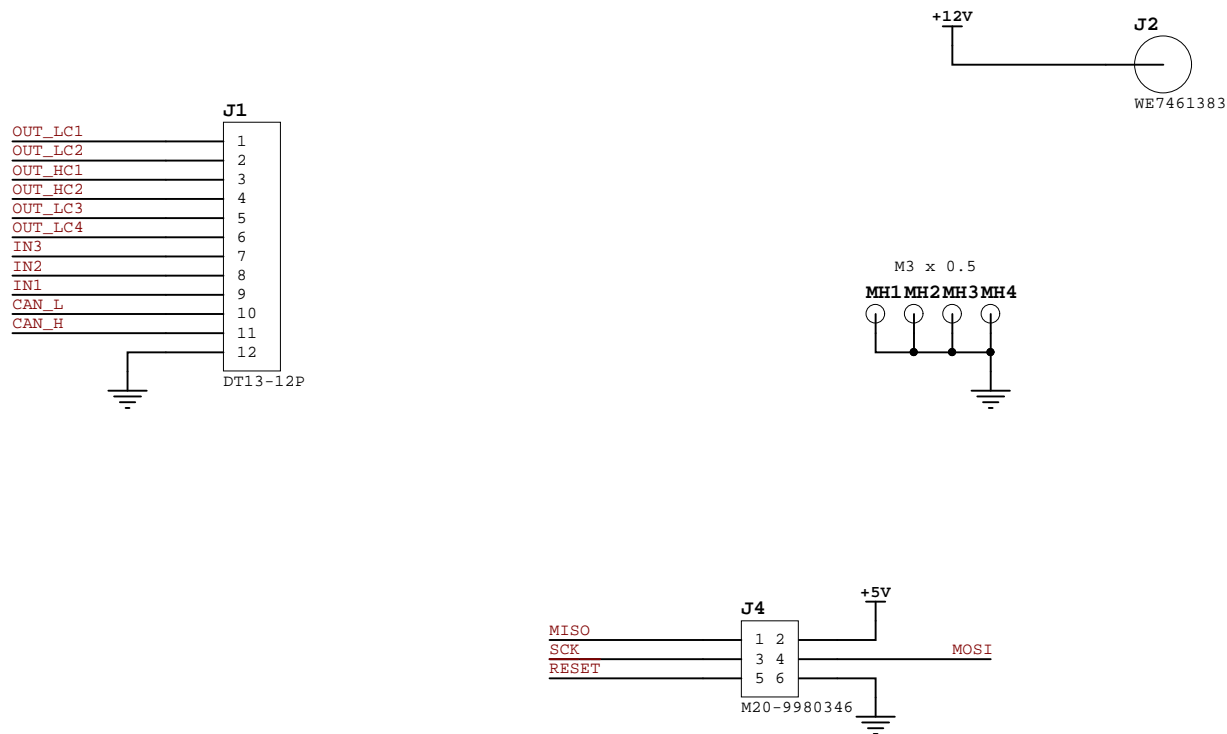 +12V
J2
WE7461383
J1
OUT_LC1 1
OUT_LC2 2
OUT_HC1 3
OUT_HC2 4
OUT_LC3 5
OUT_LC4 6
IN3 7
IN2 8
IN1 9
CAN_L 10
CAN_H 11
12
DT13-12P
M3 x 0.5
MH1 MH2 MH3 MH4
+5V
J4
MISO 1 2
SCK 3 4 MOSI
RESET 5 6
M20-9980346